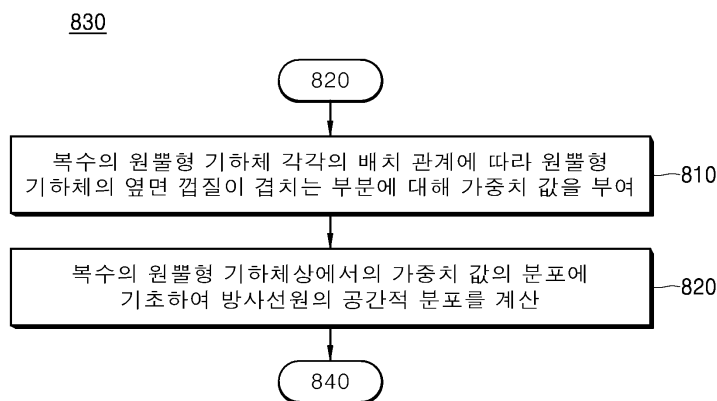 830
820
복수의 원뿔형 기하체 각각의 배치 관계에 따라 원뿔형
기하체의 옆면 껍질이 겹치는 부분에 대해 가중치 값을 부여
810
복수의 원뿔형 기하체상에서의 가중치 값의 분포에
기초하여 방사선원의 공간적 분포를 계산
820
840